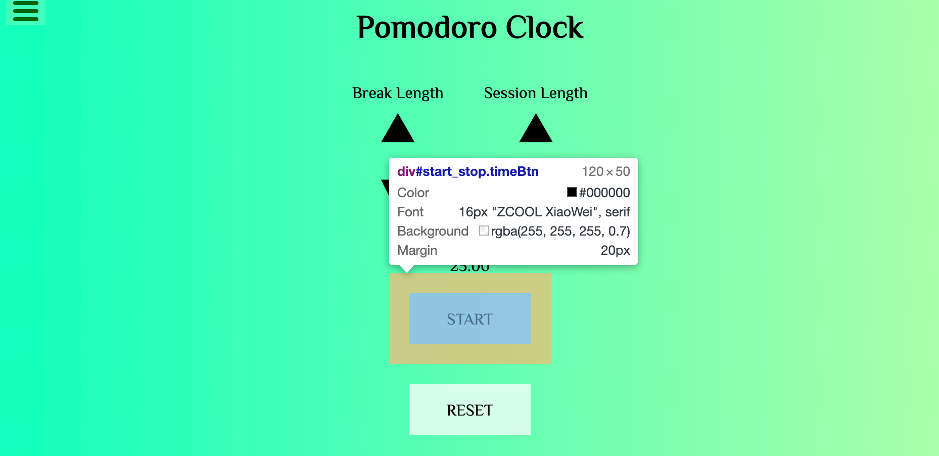 Pomodoro Clock
Break Length
Session Length
div#start_stop.timeBtn 120 × 50
Color #000000
Font 16px "ZCOOL XiaoWei", serif
Background rgba(255, 255, 255, 0.7)
Margin 20px
25:00
START
RESET